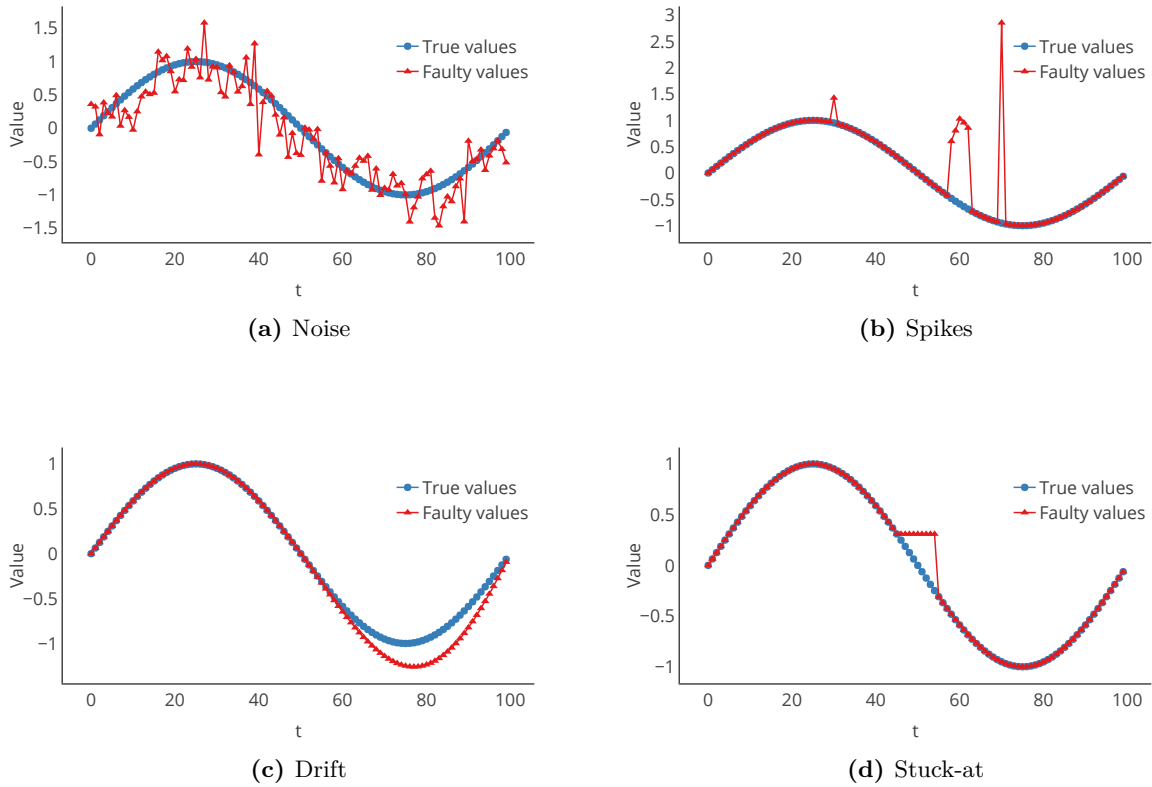 1.5
1
0.5
0
−0.5
−1
−1.5
Value
0 20 40 60 80 100
t
True values
Faulty values
(a) Noise
3
2.5
2
1.5
1
0.5
0
−0.5
−1
Value
0 20 40 60 80 100
t
True values
Faulty values
(b) Spikes
1
0.5
0
−0.5
−1
Value
0 20 40 60 80 100
t
True values
Faulty values
(c) Drift
1
0.5
0
−0.5
−1
Value
0 20 40 60 80 100
t
True values
Faulty values
(d) Stuck-at